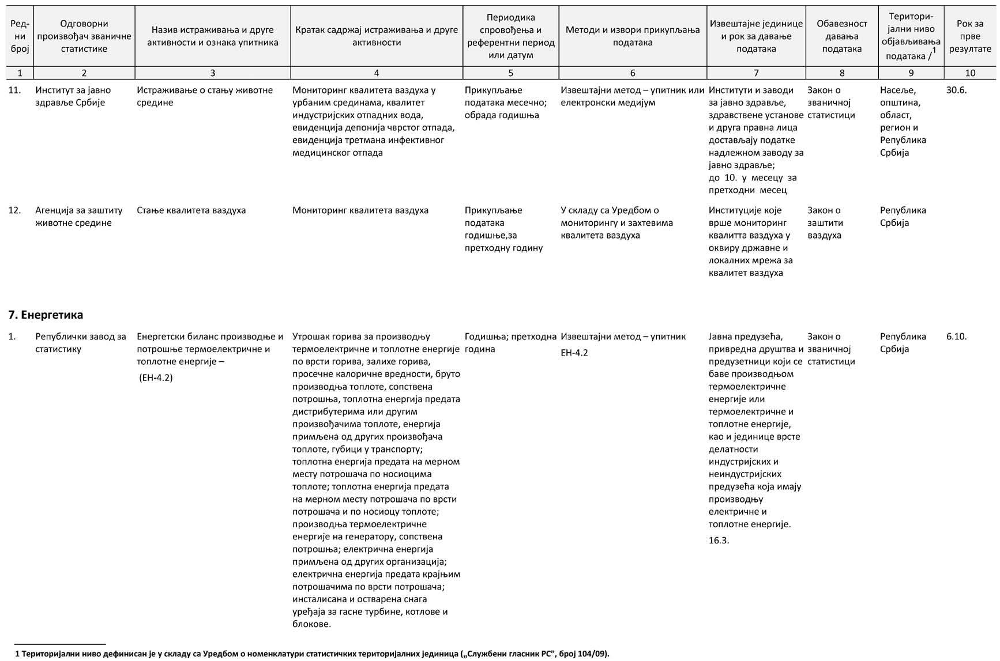 Ред-
ни
број
Одговорни
произвођач званичне
статистике
Назив истраживања и друге
активности и ознака упитника
Кратак садржај истраживања и друге
активности
Периодика
спровођења и
референтни период
или датум
Методи и извори прикупљања
података
Извештајне јединице
и рок за давање
података
Обавезност
давања
података
Територи-
јални ниво
објављивања
података /1
Рок за
прве
резултате
1
2
3
4
5
6
7
8
9
10
11.
Институт за јавно
здравље Србије
Истраживање о стању животне
средине
Мониторинг квалитета ваздуха у
урбаним срединама, квалитет
индустријских отпадних вода,
евиденција депонија чврстог отпада,
евиденција третмана инфективног
медицинског отпада
Прикупљање
података месечно;
обрада годишња
Извештајни метод – упитник или
електронски медијум
Институти и заводи
за јавно здравље,
здравствене установе
и друга правна лица
достављају податке
надлежном заводу за
јавно здравље;
до 10. у месецу за
претходни месец
Закон о
званичној
статистици
Насеље,
општина,
област,
регион и
Република
Србија
30.6.
12.
Агенција за заштиту
животне средине
Стање квалитета ваздуха
Мониторинг квалитета ваздуха
Прикупљање
података
годишње,за
претходну годину
У складу са Уредбом о
мониторингу и захтевима
квалитета ваздуха
Институције које
врше мониторинг
квалитта ваздуха у
оквиру државне и
локалних мрежа за
квалитет ваздуха
Закон о
заштити
ваздуха
Република
Србија
7. Енергетика
1.
Републички завод за
статистику
Енергетски биланс производње и
потрошње термоелектричне и
топлотне енергије –
(ЕН-4.2)
Утрошак горива за производњу
термоелектричне и топлотне енергије
по врсти горива, залихе горива,
просечне калоричне вредности, бруто
производња топлоте, сопствена
потрошња, топлотна енергија предата
дистрибутерима или другим
произвођачима топлоте, енергија
примљена од других произвођача
топлоте, губици у транспорту;
топлотна енергија предата на мерном
месту потрошача по носиоцима
топлоте; топлотна енергија предата
на мерном месту потрошача по врсти
потрошача и по носиоцу топлоте;
производња термоелектричне
енергије на генератору, сопствена
потрошња; електрична енергија
примљена од других организација;
електрична енергија предата крајњим
потрошачима по врсти потрошача;
инсталисана и остварена снага
уређаја за гасне турбине, котлове и
блокове.
Годишња; претходна
година
Извештајни метод – упитник
ЕН-4.2
Јавна предузећа,
привредна друштва и
предузетници који се
баве производњом
термоелектричне
енергије или
термоелектричне и
топлотне енергије,
као и јединице врсте
делатности
индустријских и
неиндустријских
предузећа која имају
производњу
електричне и
топлотне енергије.
16.3.
Закон о
званичној
статистици
Република
Србија
6.10.
1 Територијални ниво дефинисан је у складу са Уредбом о номенклатури статистичких територијалних јединица („Службени гласник РС”, број 104/09).